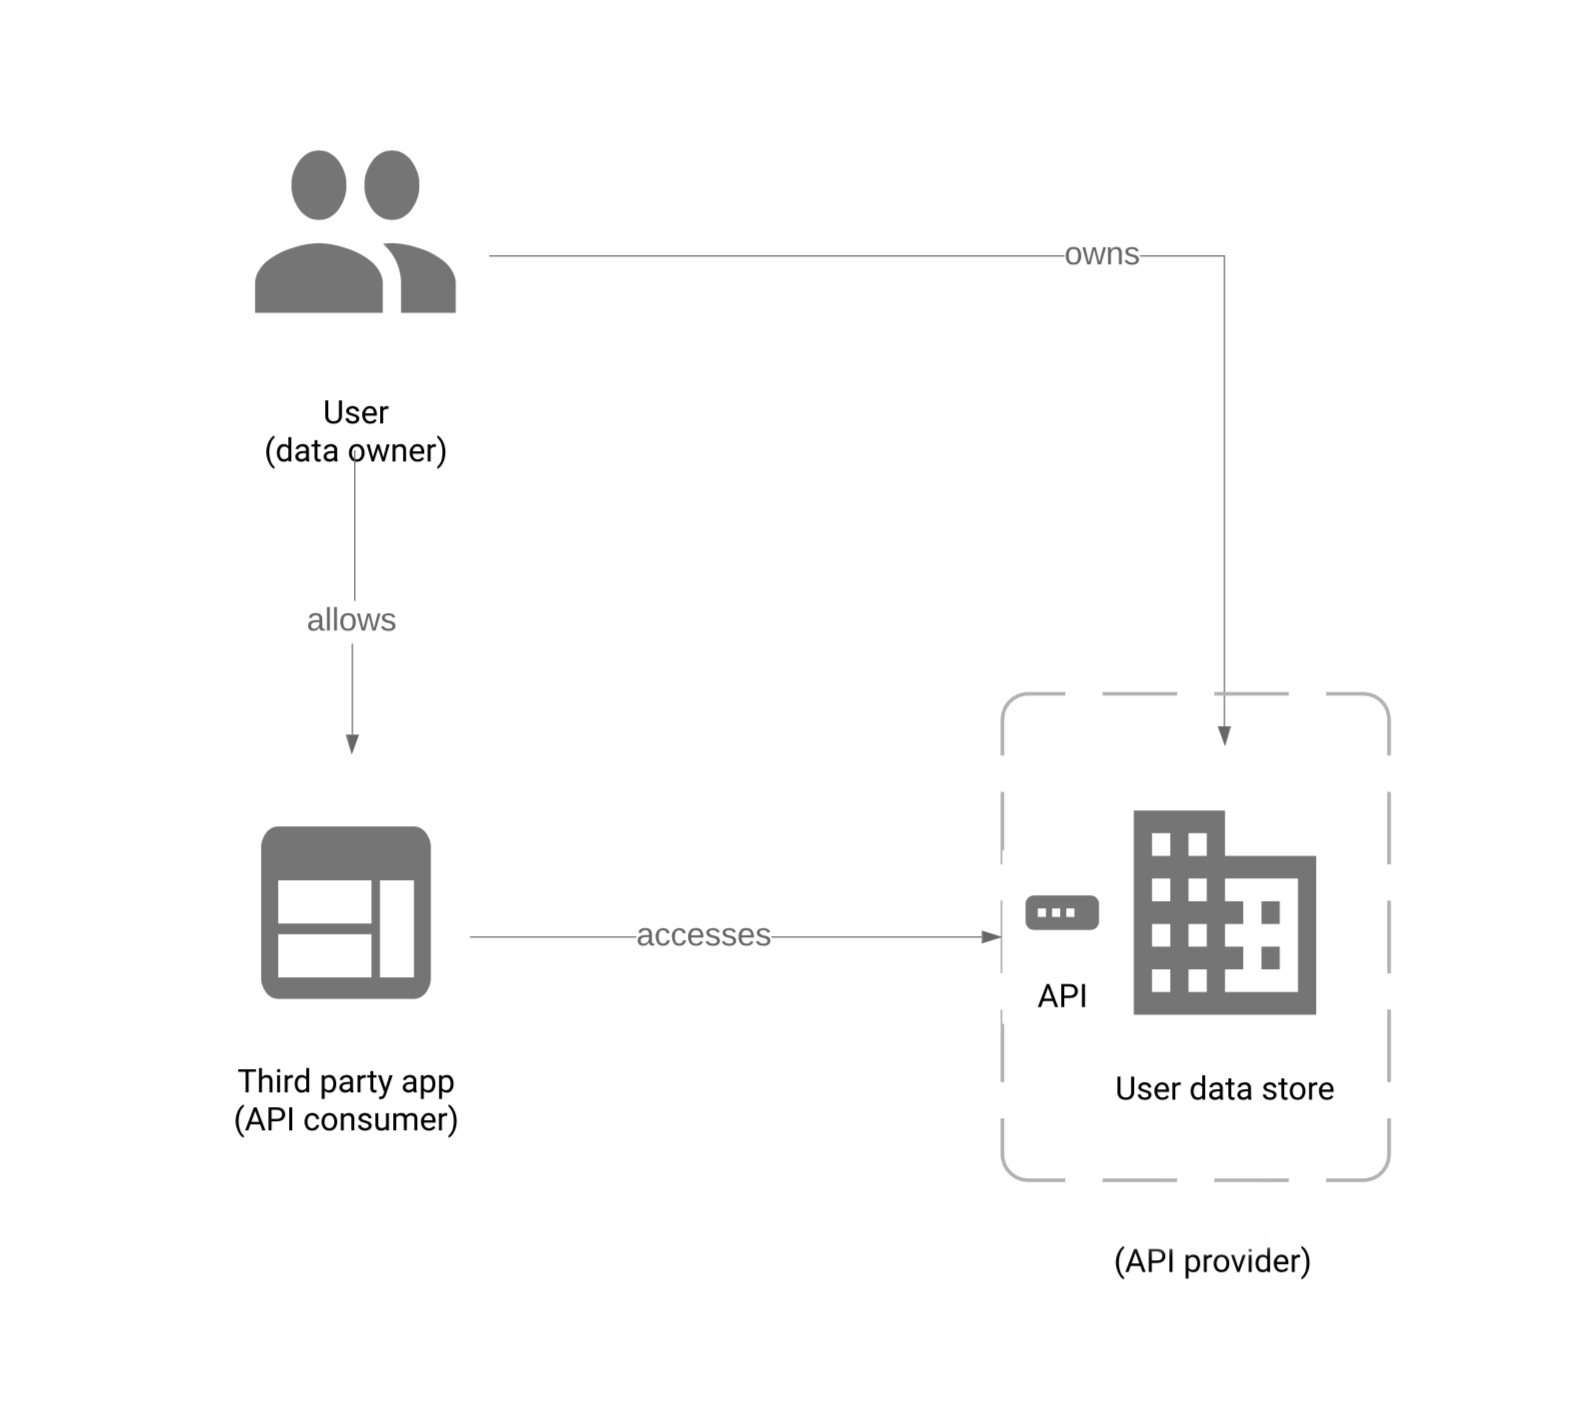 owns
User
(data owner)
allows
accesses
API
Third party app
(API consumer)
User data store
(API provider)